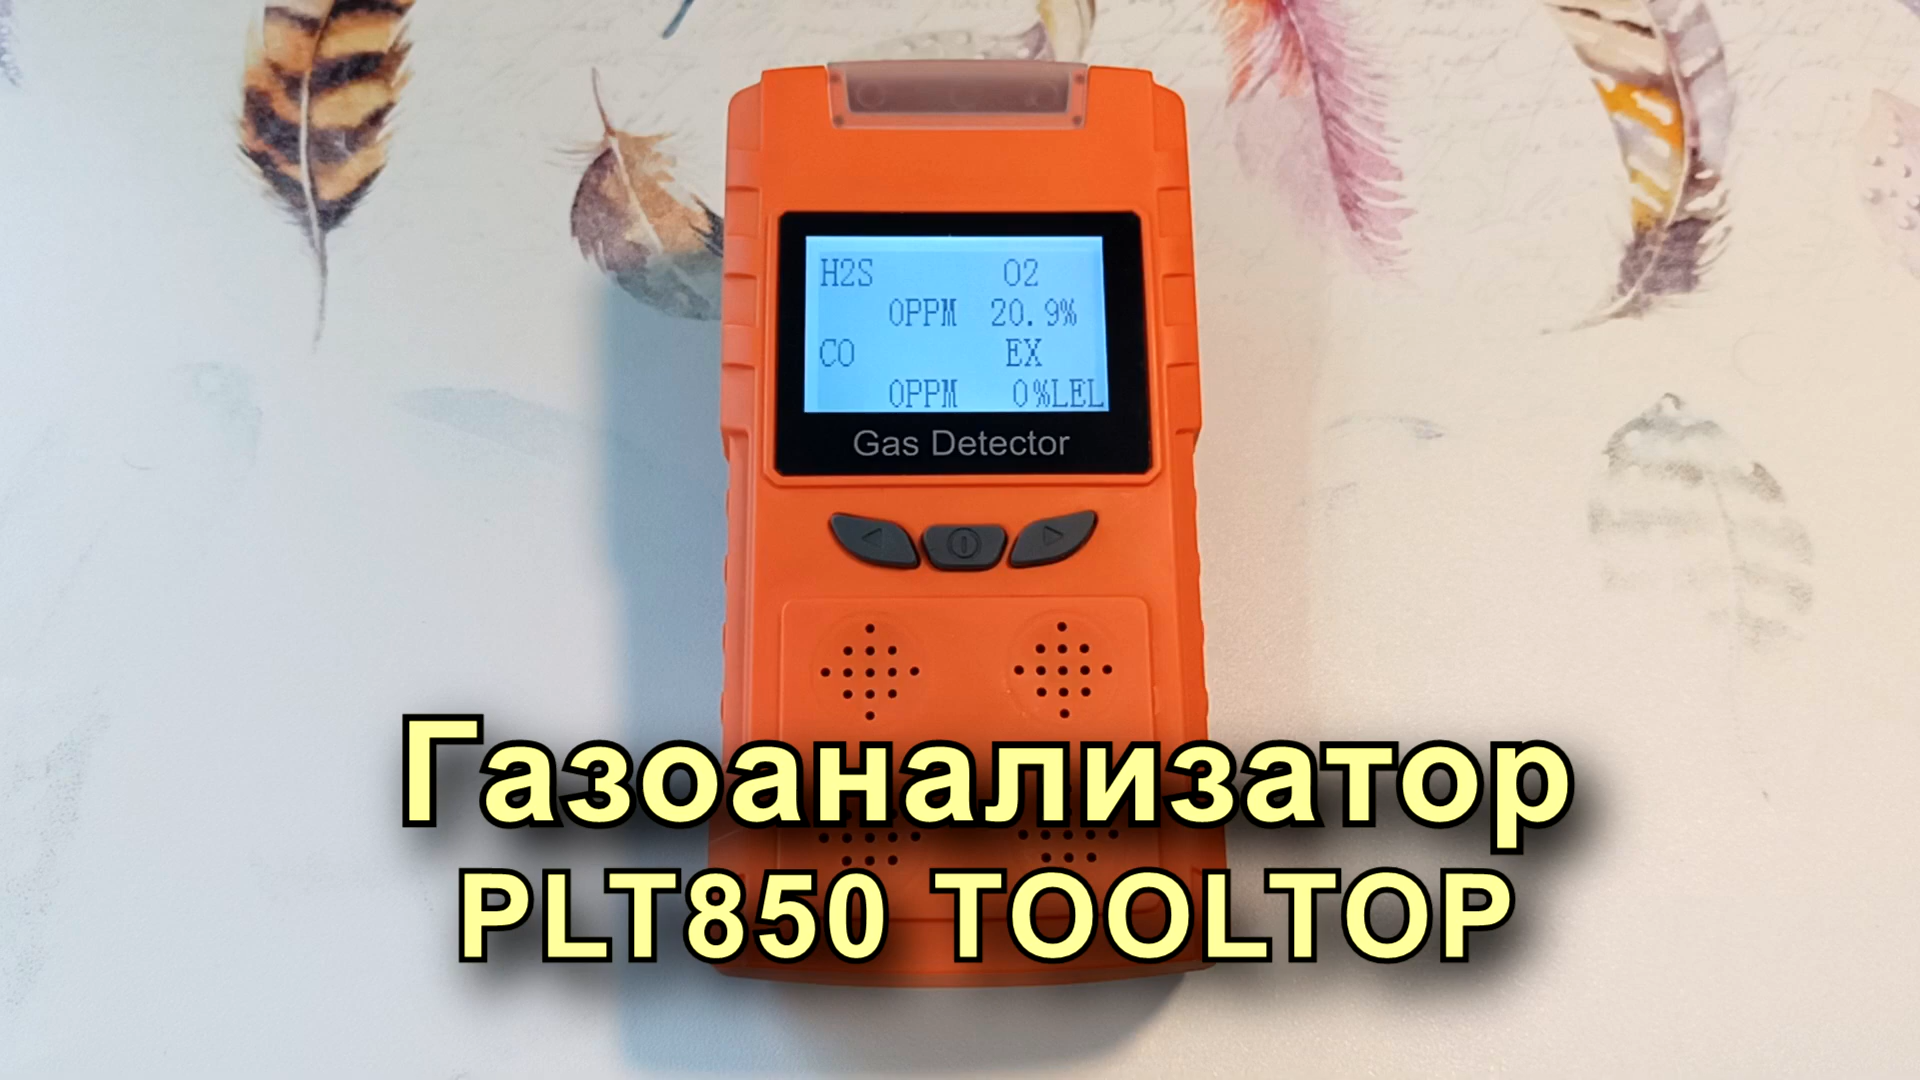 H2S O2
0PPM 20.9%
CO EX
0PPM 0%LEL
Gas Detector
Газоанализатор
PLT850 TOOLTOP